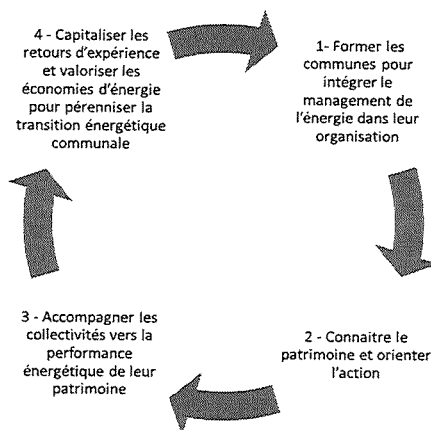 4 - Capitaliser les
retours d'expérience
et valoriser les
économies d'énergie
pour pérenniser la
transition énergétique
communale
1- Former les
communes pour
intégrer le
management de
l'énergie dans leur
organisation
2 - Connaitre le
patrimoine et orienter
l'action
3 - Accompagner les
collectivités vers la
performance
énergétique de leur
patrimoine